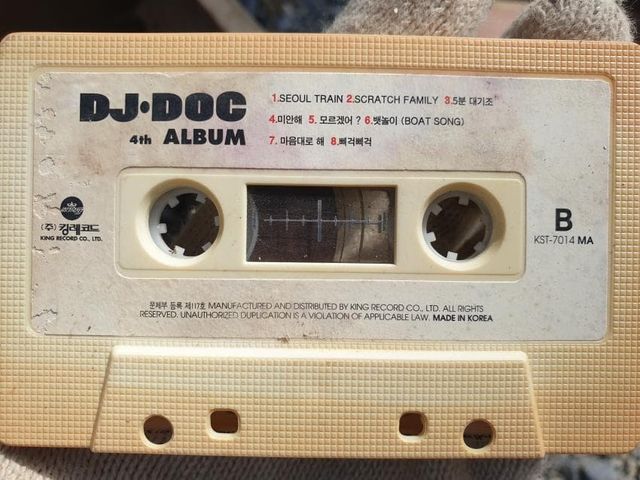 DJ·DOC
4th ALBUM
1.SEOUL TRAIN 2.SCRATCH FAMILY 3.5분 대기조
4.미안해 5. 모르겠어 ? 6.뱃놀이 (BOAT SONG)
7. 마음대로 해 8.삐걱삐걱
(주) 킹레코드
KING RECORD CO., LTD.
B
KST-7014 MA
문체부 등록 제117호 MANUFACTURED AND DISTRIBUTED BY KING RECORD CO., LTD. ALL RIGHTS
RESERVED. UNAUTHORIZED DUPLICATION IS A VIOLATION OF APPLICABLE LAW. MADE IN KOREA